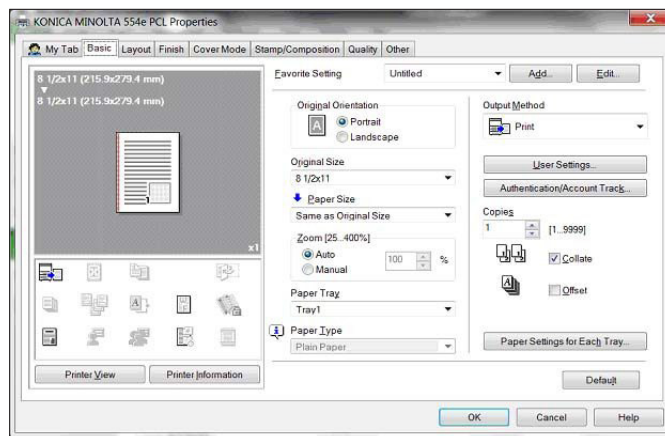 KONICA MINOLTA 554e PCL Properties
My Tab Basic Layout Finish Cover Mode Stamp/Composition Quality Other
8 1/2x11 (215.9x279.4 mm)
8 1/2x11 (215.9x279.4 mm)
1
x1
Printer View Printer Information
Favorite Setting Untitled Add... Edit...
Original Orientation
A Portrait
Landscape
Original Size
8 1/2x11
Paper Size
Same as Original Size
Zoom [25...400%]
Auto
Manual 100 %
Paper Tray
Tray1
Paper Type
Plain Paper
Output Method
Print
User Settings...
Authentication/Account Track...
Copies
1 [1..9999]
Collate
Offset
Paper Settings for Each Tray...
Default
OK Cancel Help